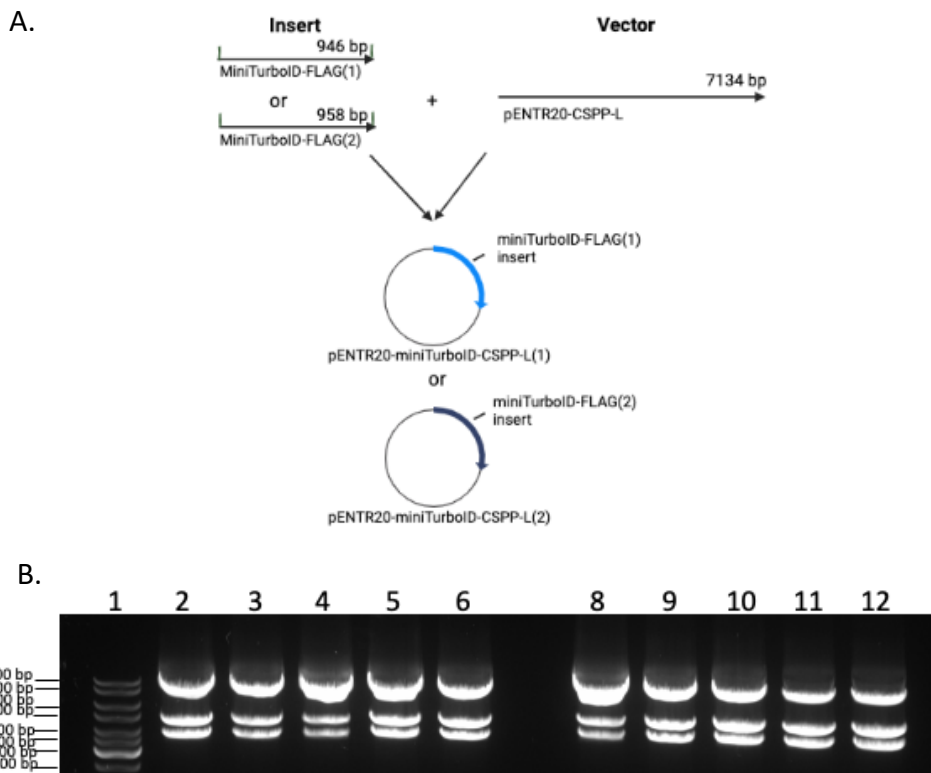 A.
Insert
Vector
946 bp
MiniTurboID-FLAG(1)
or
958 bp
MiniTurboID-FLAG(2)
+
7134 bp
pENTR20-CSPP-L
miniTurboID-FLAG(1)
insert
pENTR20-miniTurboID-CSPP-L(1)
or
miniTurboID-FLAG(2)
insert
pENTR20-miniTurboID-CSPP-L(2)
B.
1 2 3 4 5 6 8 9 10 11 12